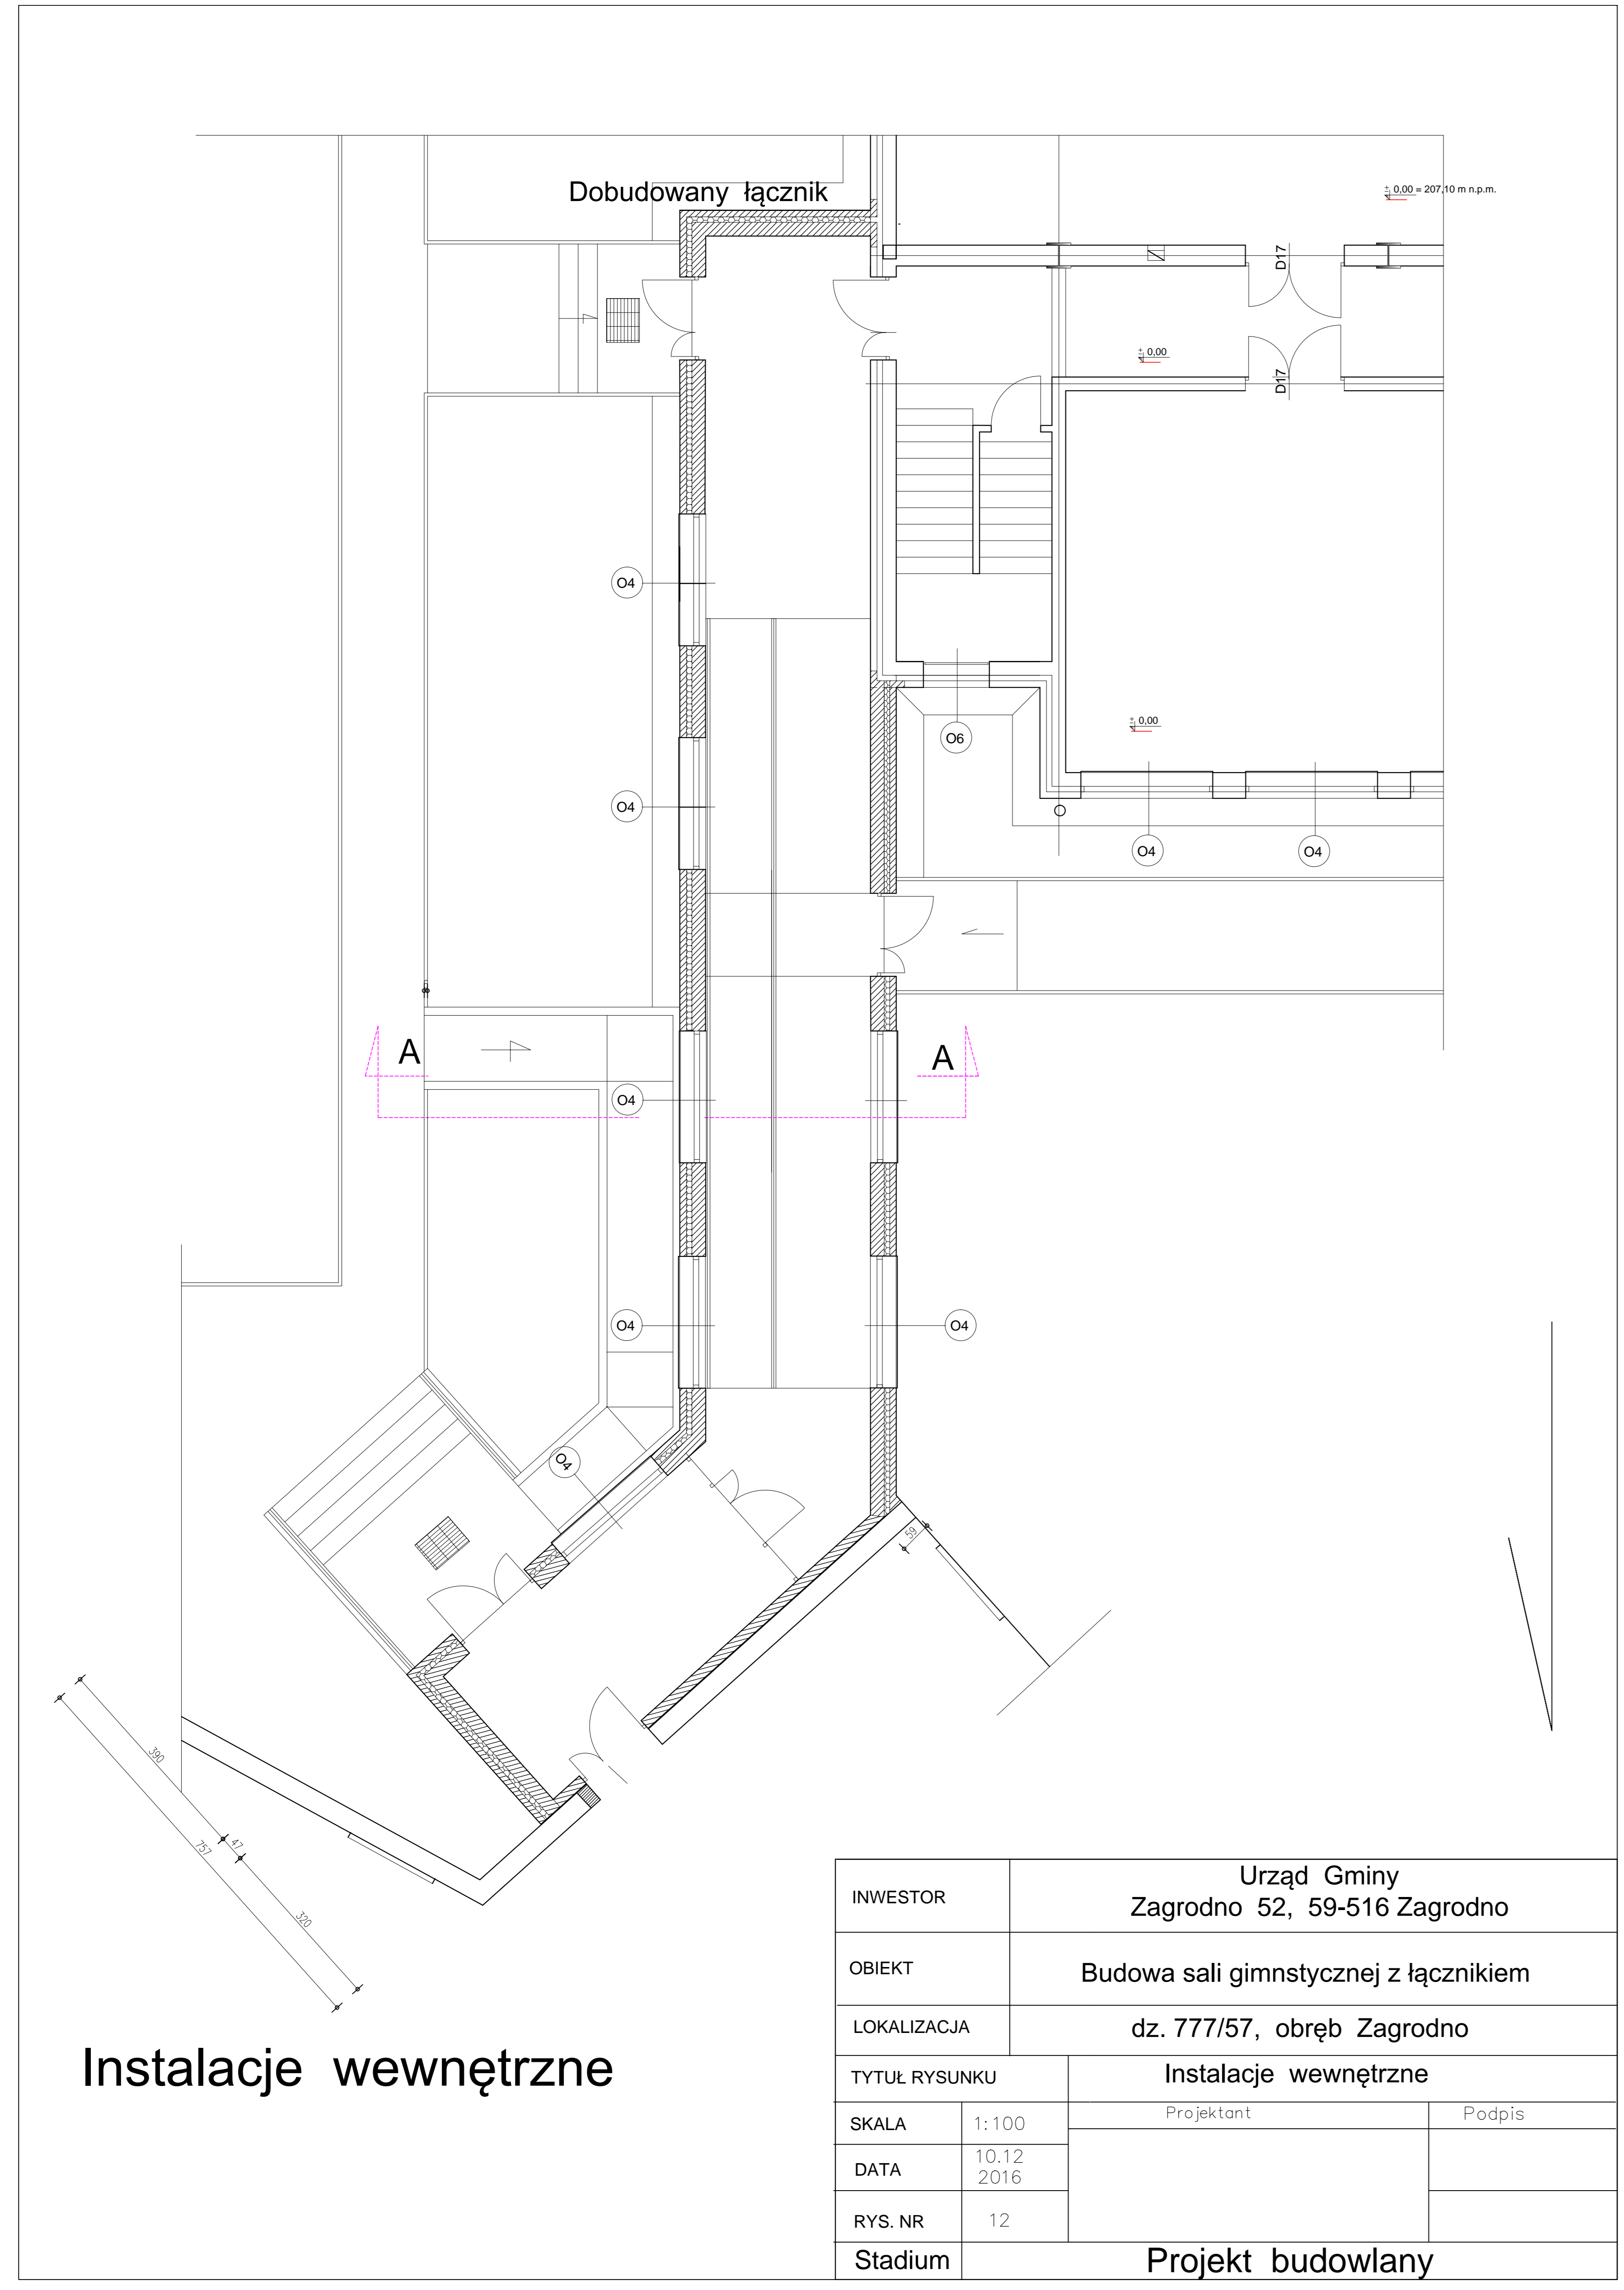 Dobudowany łącznik
± 0,00 = 207,10 m n.p.m.
D17
± 0,00
D17
O4
O6
± 0,00
O4
O4
O4
A
A
O4
O4
O4
O4
59
390
47
757
320
Instalacje wewnętrzne
INWESTOR
Urząd Gminy
Zagrodno 52, 59-516 Zagrodno
OBIEKT
Budowa sali gimnstycznej z łącznikiem
LOKALIZACJA
dz. 777/57, obręb Zagrodno
TYTUŁ RYSUNKU
Instalacje wewnętrzne
SKALA
1:100
Projektant
Podpis
DATA
10.12
2016
RYS. NR
12
Stadium
Projekt budowlany